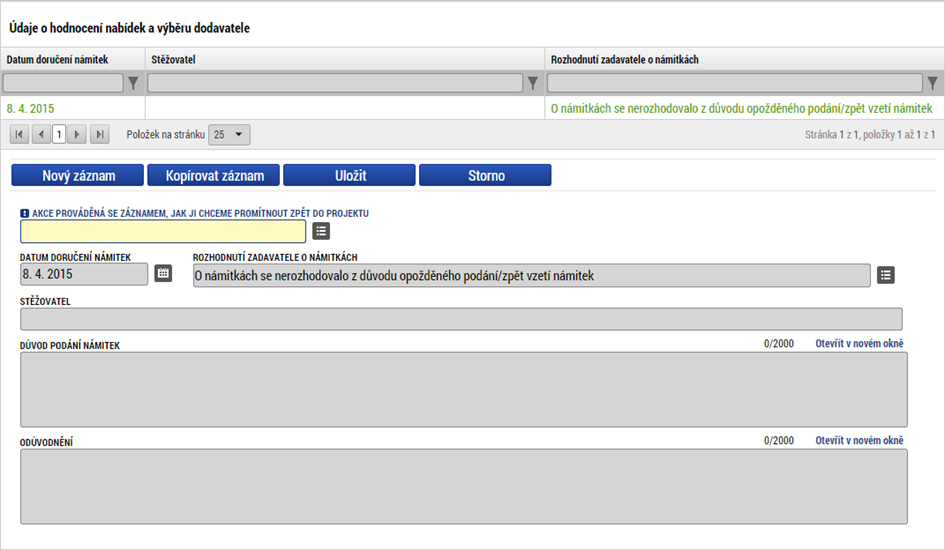 Údaje o hodnocení nabídek a výběru dodavatele
Datum doručení námitek Stěžovatel Rozhodnutí zadavatele o námitkách
8. 4. 2015 O námitkách se nerozhodovalo z důvodu opožděného podání/zpět vzetí námitek
1 Položek na stránku 25 Stránka 1 z 1, položky 1 až 1 z 1
Nový záznam Kopírovat záznam Uložit Storno
AKCE PROVÁDĚNÁ SE ZÁZNAMEM, JAK JI CHCEME PROMÍTNOUT ZPĚT DO PROJEKTU
DATUM DORUČENÍ NÁMITEK ROZHODNUTÍ ZADAVATELE O NÁMITKÁCH
8. 4. 2015 O námitkách se nerozhodovalo z důvodu opožděného podání/zpět vzetí námitek
STĚŽOVATEL
DŮVOD PODÁNÍ NÁMITEK 0/2000 Otevřít v novém okně
ODŮVODNĚNÍ 0/2000 Otevřít v novém okně